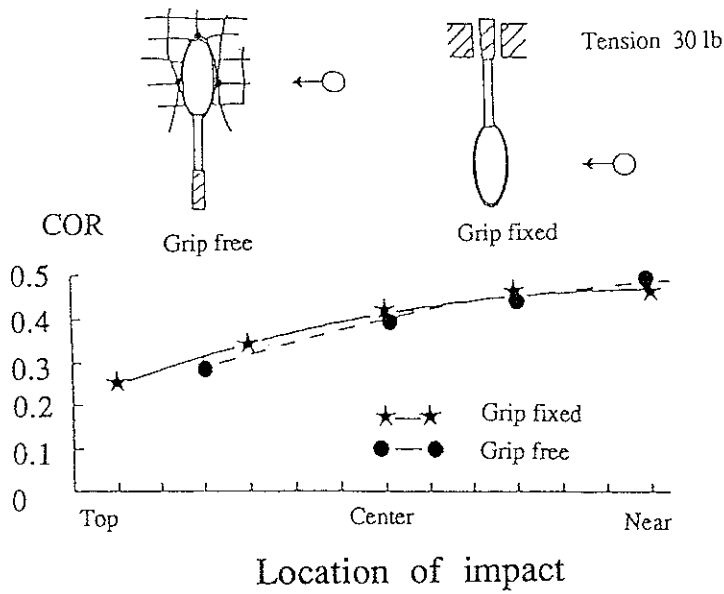 Tension 30 lb
Grip free
Grip fixed
COR
0.5
0.4
0.3
0.2
0.1
0
Grip fixed
Grip free
Top
Center
Near
Location of impact